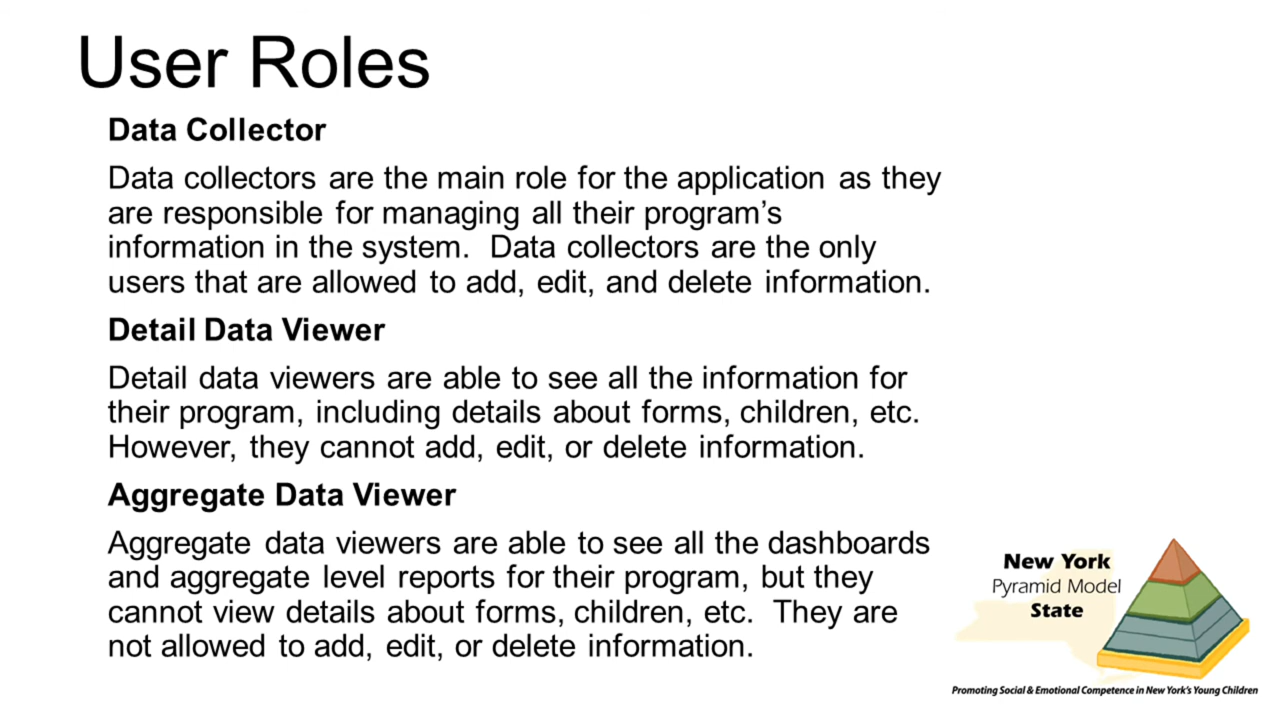 User Roles
Data Collector
Data collectors are the main role for the application as they
are responsible for managing all their program’s
information in the system.  Data collectors are the only
users that are allowed to add, edit, and delete information.
Detail Data Viewer
Detail data viewers are able to see all the information for
their program, including details about forms, children, etc.
However, they cannot add, edit, or delete information.
Aggregate Data Viewer
Aggregate data viewers are able to see all the dashboards
and aggregate level reports for their program, but they
cannot view details about forms, children, etc.  They are
not allowed to add, edit, or delete information.
New York
Pyramid Model
State
Promoting Social & Emotional Competence in New York’s Young Children